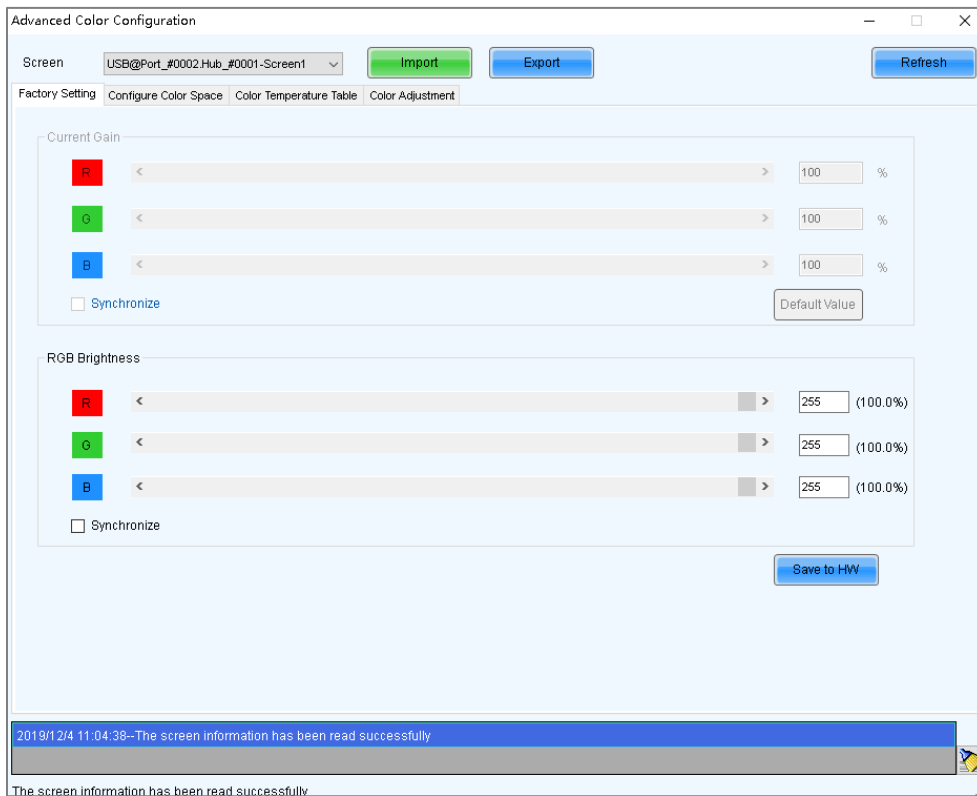 Advanced Color Configuration
Screen USB@Port_#0002.Hub_#0001-Screen1 Import Export Refresh
Factory Setting Configure Color Space Color Temperature Table Color Adjustment
Current Gain
R 100 %
G 100 %
B 100 %
Synchronize Default Value
RGB Brightness
R 255 (100.0%)
G 255 (100.0%)
B 255 (100.0%)
Synchronize
Save to HW
2019/12/4 11:04:38--The screen information has been read successfully
The screen information has been read successfully